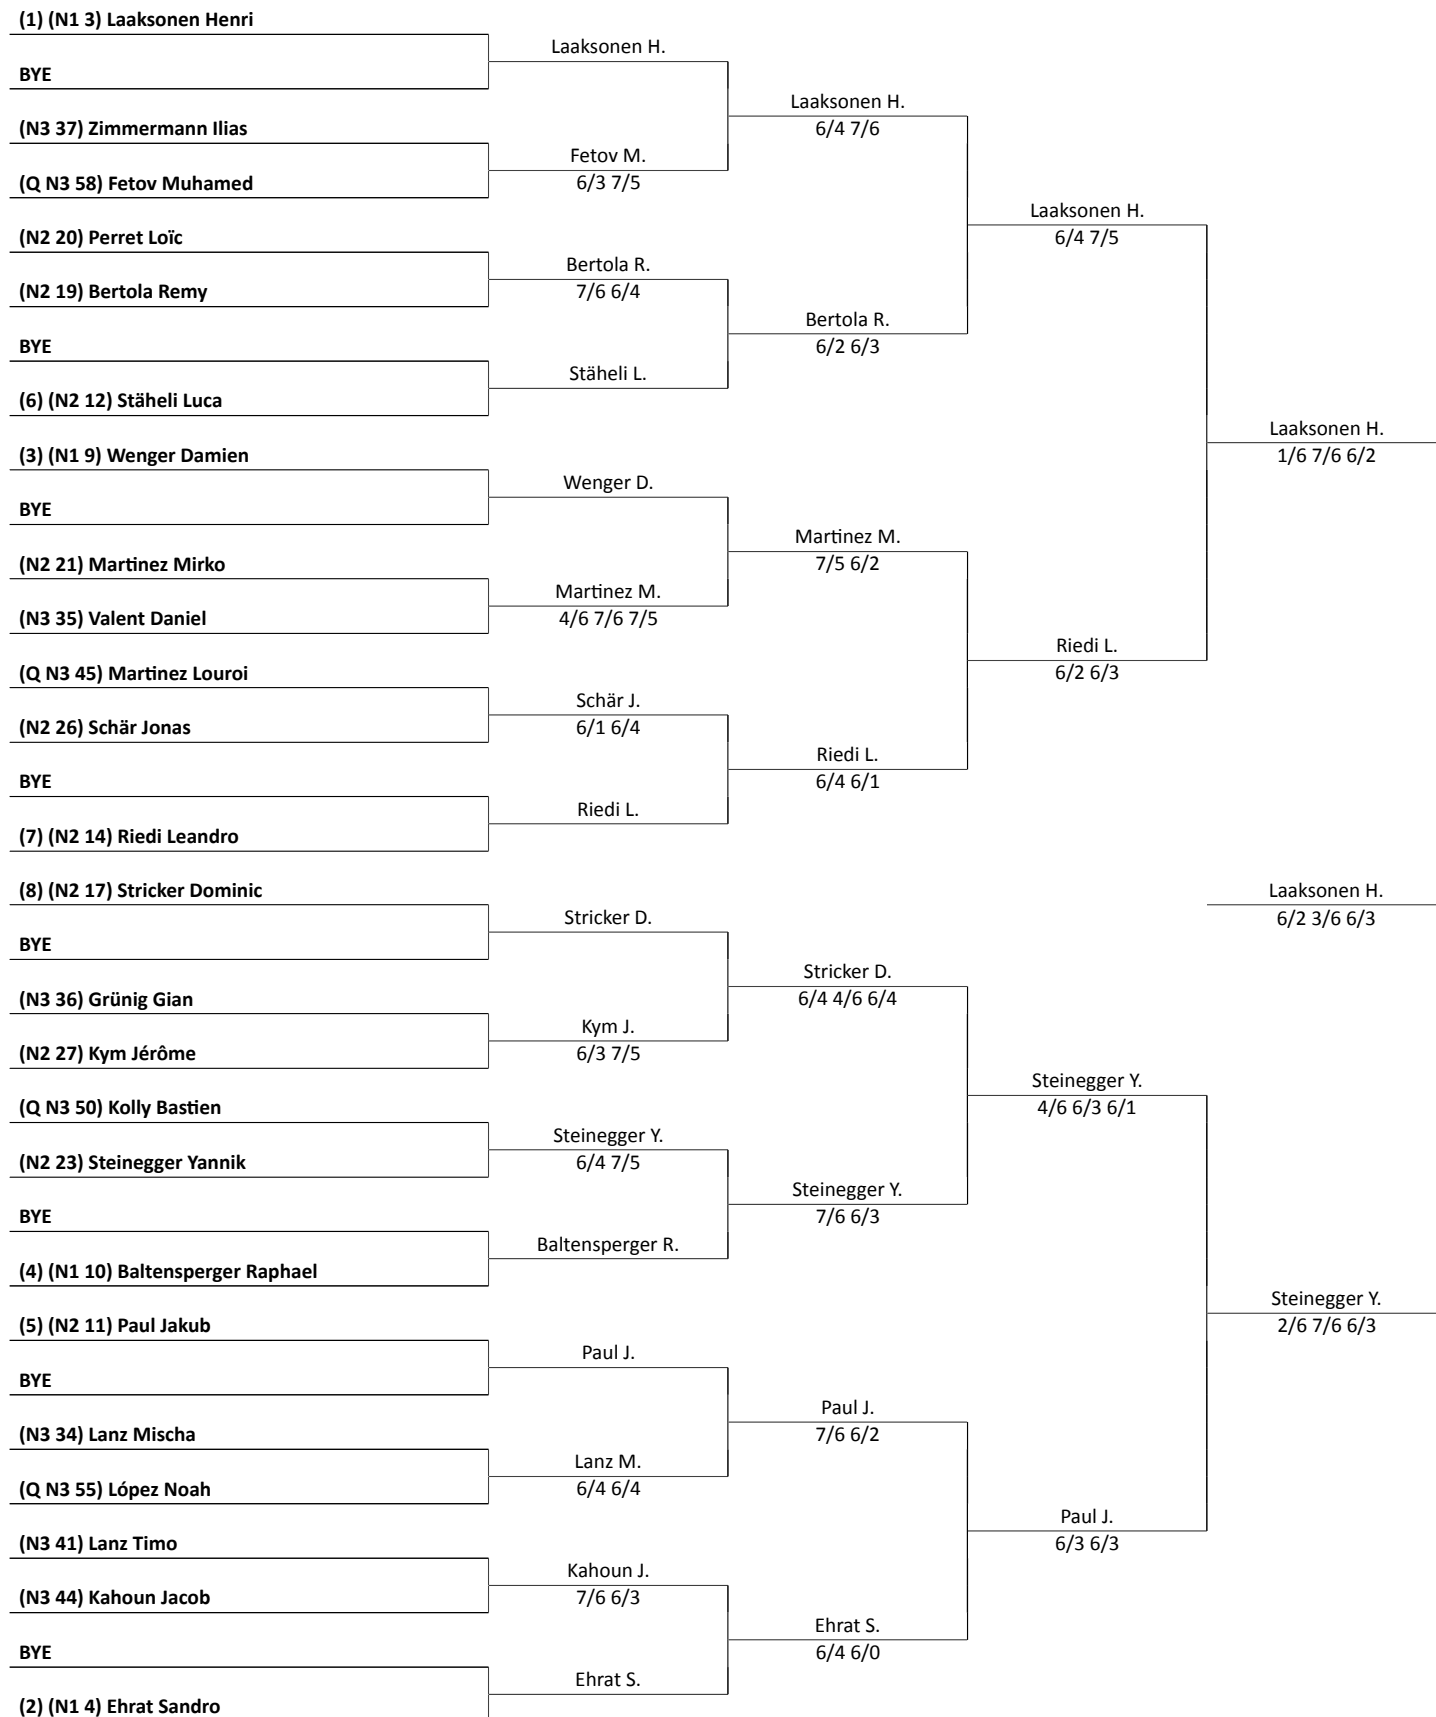 (1) (N1 3) Laaksonen Henri
BYE
(N3 37) Zimmermann Ilias
(Q N3 58) Fetov Muhamed
(N2 20) Perret Loïc
(N2 19) Bertola Remy
BYE
(6) (N2 12) Stäheli Luca
(3) (N1 9) Wenger Damien
BYE
(N2 21) Martinez Mirko
(N3 35) Valent Daniel
(Q N3 45) Martinez Louroi
(N2 26) Schär Jonas
BYE
(7) (N2 14) Riedi Leandro
(8) (N2 17) Stricker Dominic
BYE
(N3 36) Grünig Gian
(N2 27) Kym Jérôme
(Q N3 50) Kolly Bastien
(N2 23) Steinegger Yannik
BYE
(4) (N1 10) Baltensperger Raphael
(5) (N2 11) Paul Jakub
BYE
(N3 34) Lanz Mischa
(Q N3 55) López Noah
(N3 41) Lanz Timo
(N3 44) Kahoun Jacob
BYE
(2) (N1 4) Ehrat Sandro
Laaksonen H.
Fetov M.
6/3 7/5
Bertola R.
7/6 6/4
Stäheli L.
Wenger D.
Martinez M.
4/6 7/6 7/5
Schär J.
6/1 6/4
Riedi L.
Stricker D.
Kym J.
6/3 7/5
Steinegger Y.
6/4 7/5
Baltensperger R.
Paul J.
Lanz M.
6/4 6/4
Kahoun J.
7/6 6/3
Ehrat S.
Laaksonen H.
6/4 7/6
Bertola R.
6/2 6/3
Martinez M.
7/5 6/2
Riedi L.
6/4 6/1
Stricker D.
6/4 4/6 6/4
Steinegger Y.
7/6 6/3
Paul J.
7/6 6/2
Ehrat S.
6/4 6/0
Laaksonen H.
6/4 7/5
Riedi L.
6/2 6/3
Steinegger Y.
4/6 6/3 6/1
Paul J.
6/3 6/3
Laaksonen H.
1/6 7/6 6/2
Laaksonen H.
6/2 3/6 6/3
Steinegger Y.
2/6 7/6 6/3